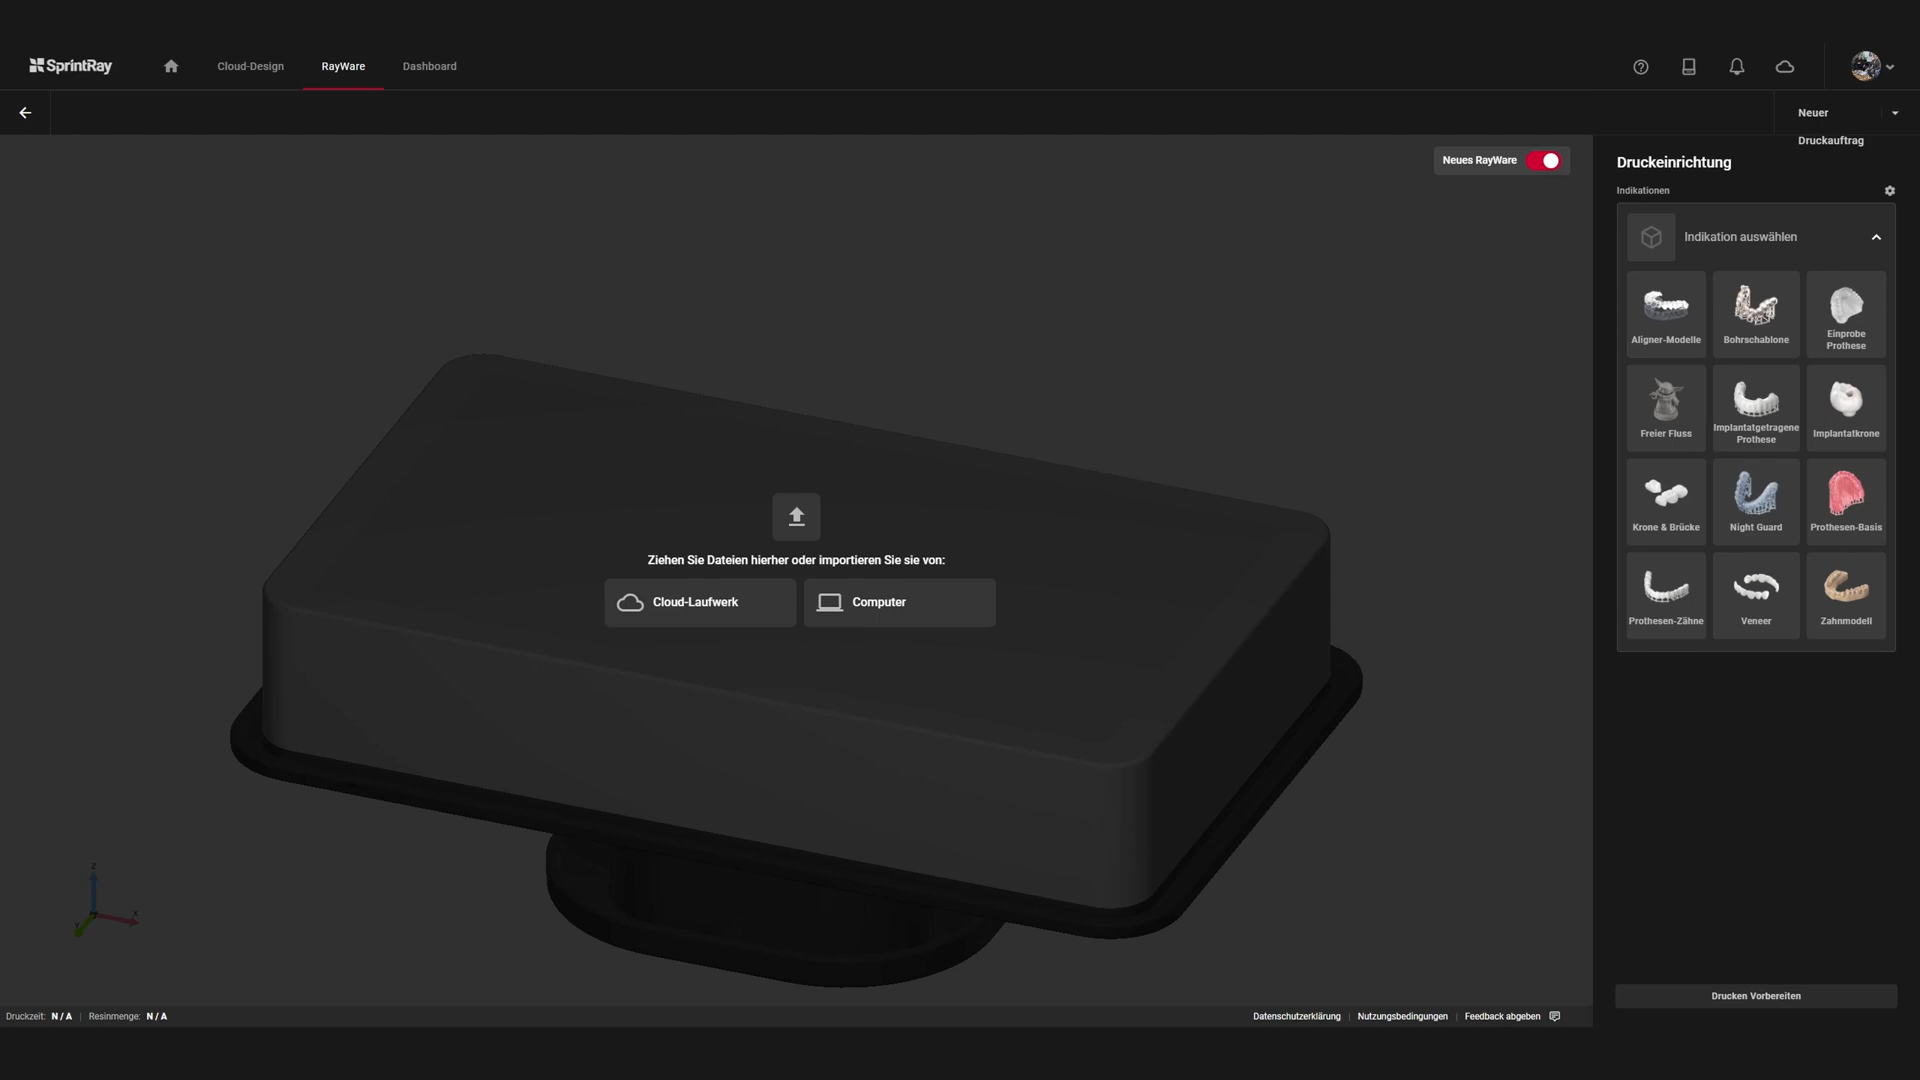 SprintRay
Cloud-Design
RayWare
Dashboard
Neuer
Druckauftrag
Neues RayWare
Druckeinrichtung
Indikationen
Indikation auswählen
Aligner-Modelle
Bohrschablone
Einprobe
Prothese
Freier Fluss
Implantatgetragene
Prothese
Implantatkrone
Krone & Brücke
Night Guard
Prothesen-Basis
Prothesen-Zähne
Veneer
Zahnmodell
Ziehen Sie Dateien hierher oder importieren Sie sie von:
Cloud-Laufwerk
Computer
Z
X
Y
Drucken Vorbereiten
Druckzeit: N / A | Resinmenge: N / A
Datenschutzerklärung | Nutzungsbedingungen | Feedback abgeben